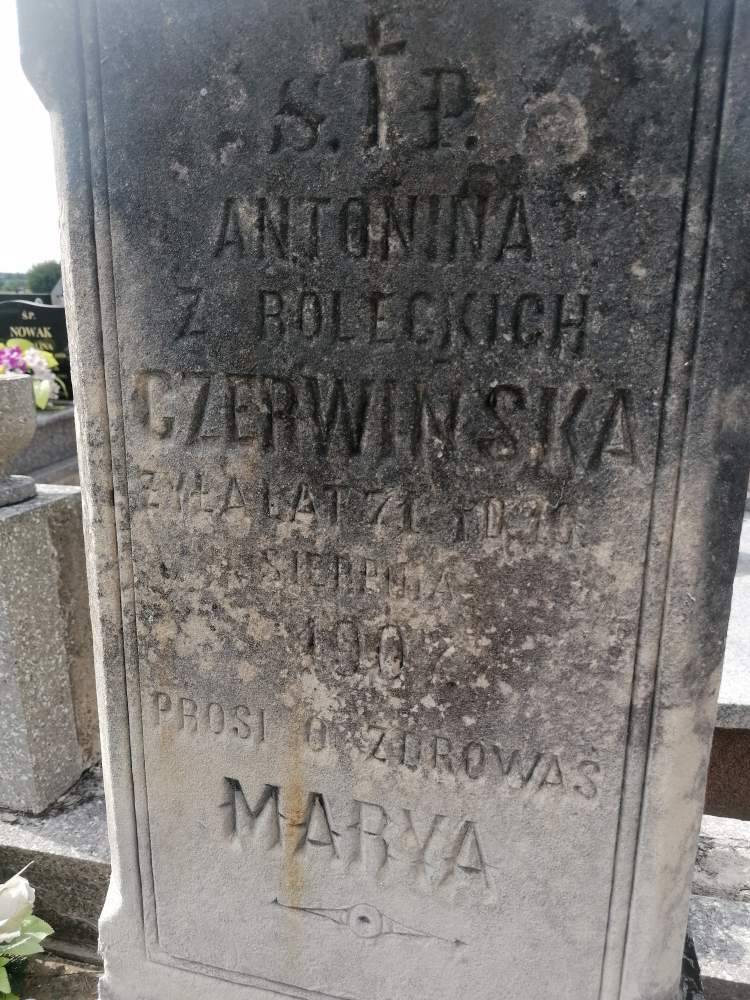 Ś.P.
NOWAK
Ś. P.
ANTONINA
Z ROLECKICH
CZERWIŃSKA
ŻYŁA LAT 71
SIERPNIA
PROSI O ZDROWAŚ
MARYA